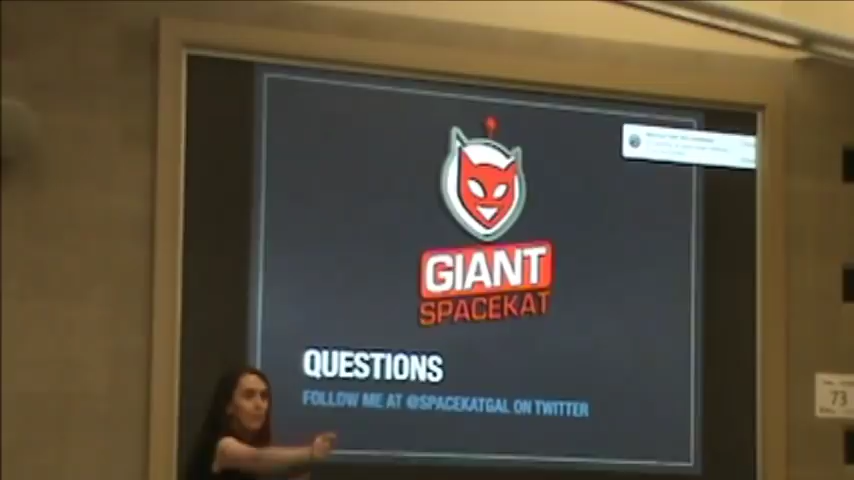 GIANT
SPACEKAT
QUESTIONS
FOLLOW ME AT @SPACEKATGAL ON TWITTER
73